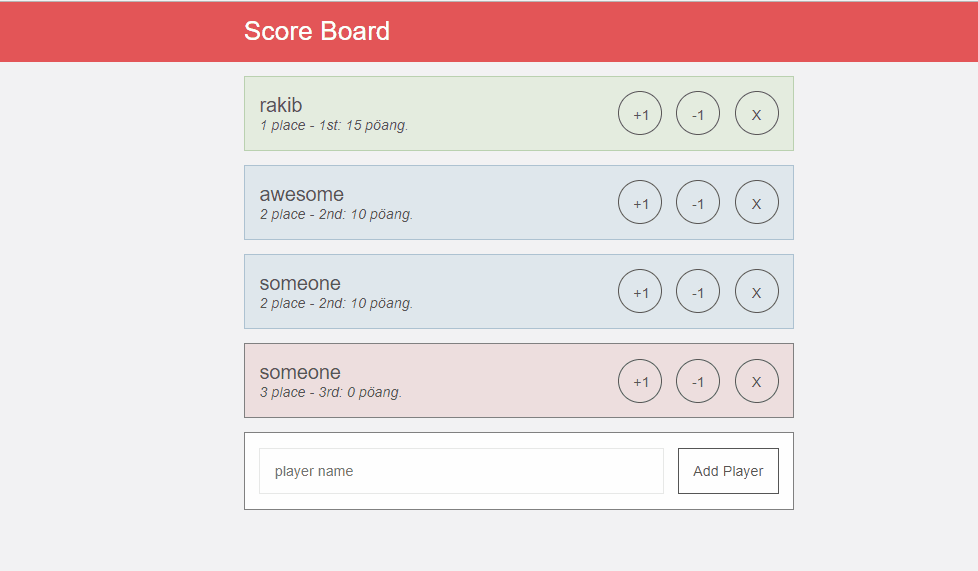 Score Board
rakib
1 place - 1st: 15 pöang.
+1 -1 X
awesome
2 place - 2nd: 10 pöang.
+1 -1 X
someone
2 place - 2nd: 10 pöang.
+1 -1 X
someone
3 place - 3rd: 0 pöang.
+1 -1 X
player name
Add Player